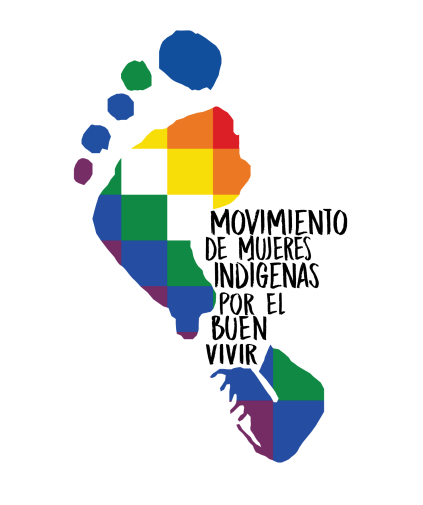 MOVIMIENTO
DE MUJERES
INDÍGENAS
POR EL
BUEN
VIVIR